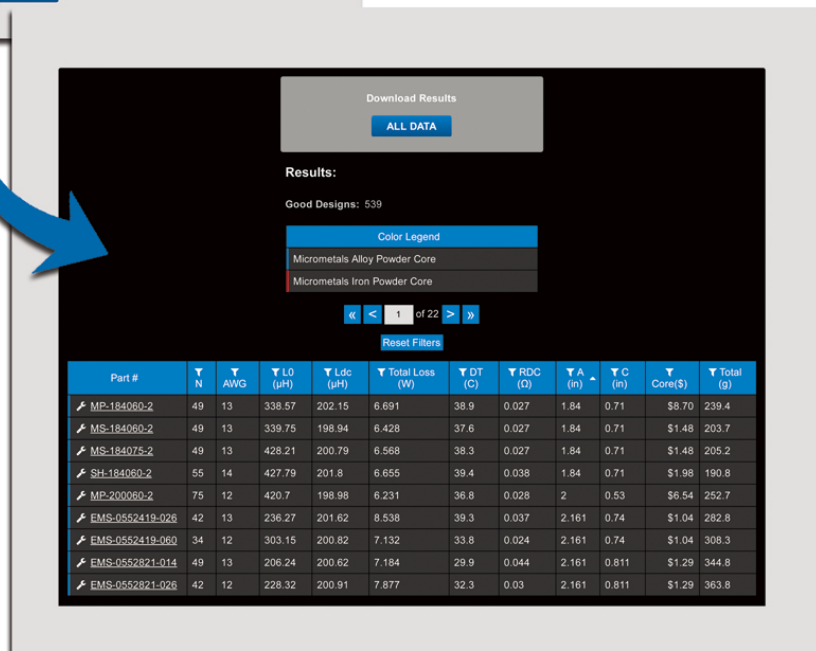 Download Results
ALL DATA
Results:
Good Designs: 539
Color Legend
Micrometals Alloy Powder Core
Micrometals Iron Powder Core
« < 1 of 22 > »
Reset Filters
Part # N AWG L0 (µH) Ldc (µH) Total Loss (W) DT (C) RDC (Ω) A (in) C (in) Core($) Total (g)
MP-184060-2 49 13 338.57 202.15 6.691 38.9 0.027 1.84 0.71 $8.70 239.4
MS-184060-2 49 13 339.75 198.94 6.428 37.6 0.027 1.84 0.71 $1.48 203.7
MS-184075-2 49 13 428.21 200.79 6.568 38.3 0.027 1.84 0.71 $1.48 205.2
SH-184060-2 55 14 427.79 201.8 6.655 39.4 0.038 1.84 0.71 $1.98 190.8
MP-200060-2 75 12 420.7 198.98 6.231 36.8 0.028 2 0.53 $6.54 252.7
EMS-0552419-026 42 13 236.27 201.62 8.538 39.3 0.037 2.161 0.74 $1.04 282.8
EMS-0552419-060 34 12 303.15 200.82 7.132 33.8 0.024 2.161 0.74 $1.04 308.3
EMS-0552821-014 49 13 206.24 200.62 7.184 29.9 0.044 2.161 0.811 $1.29 344.8
EMS-0552821-026 42 12 228.32 200.91 7.877 32.3 0.03 2.161 0.811 $1.29 363.8